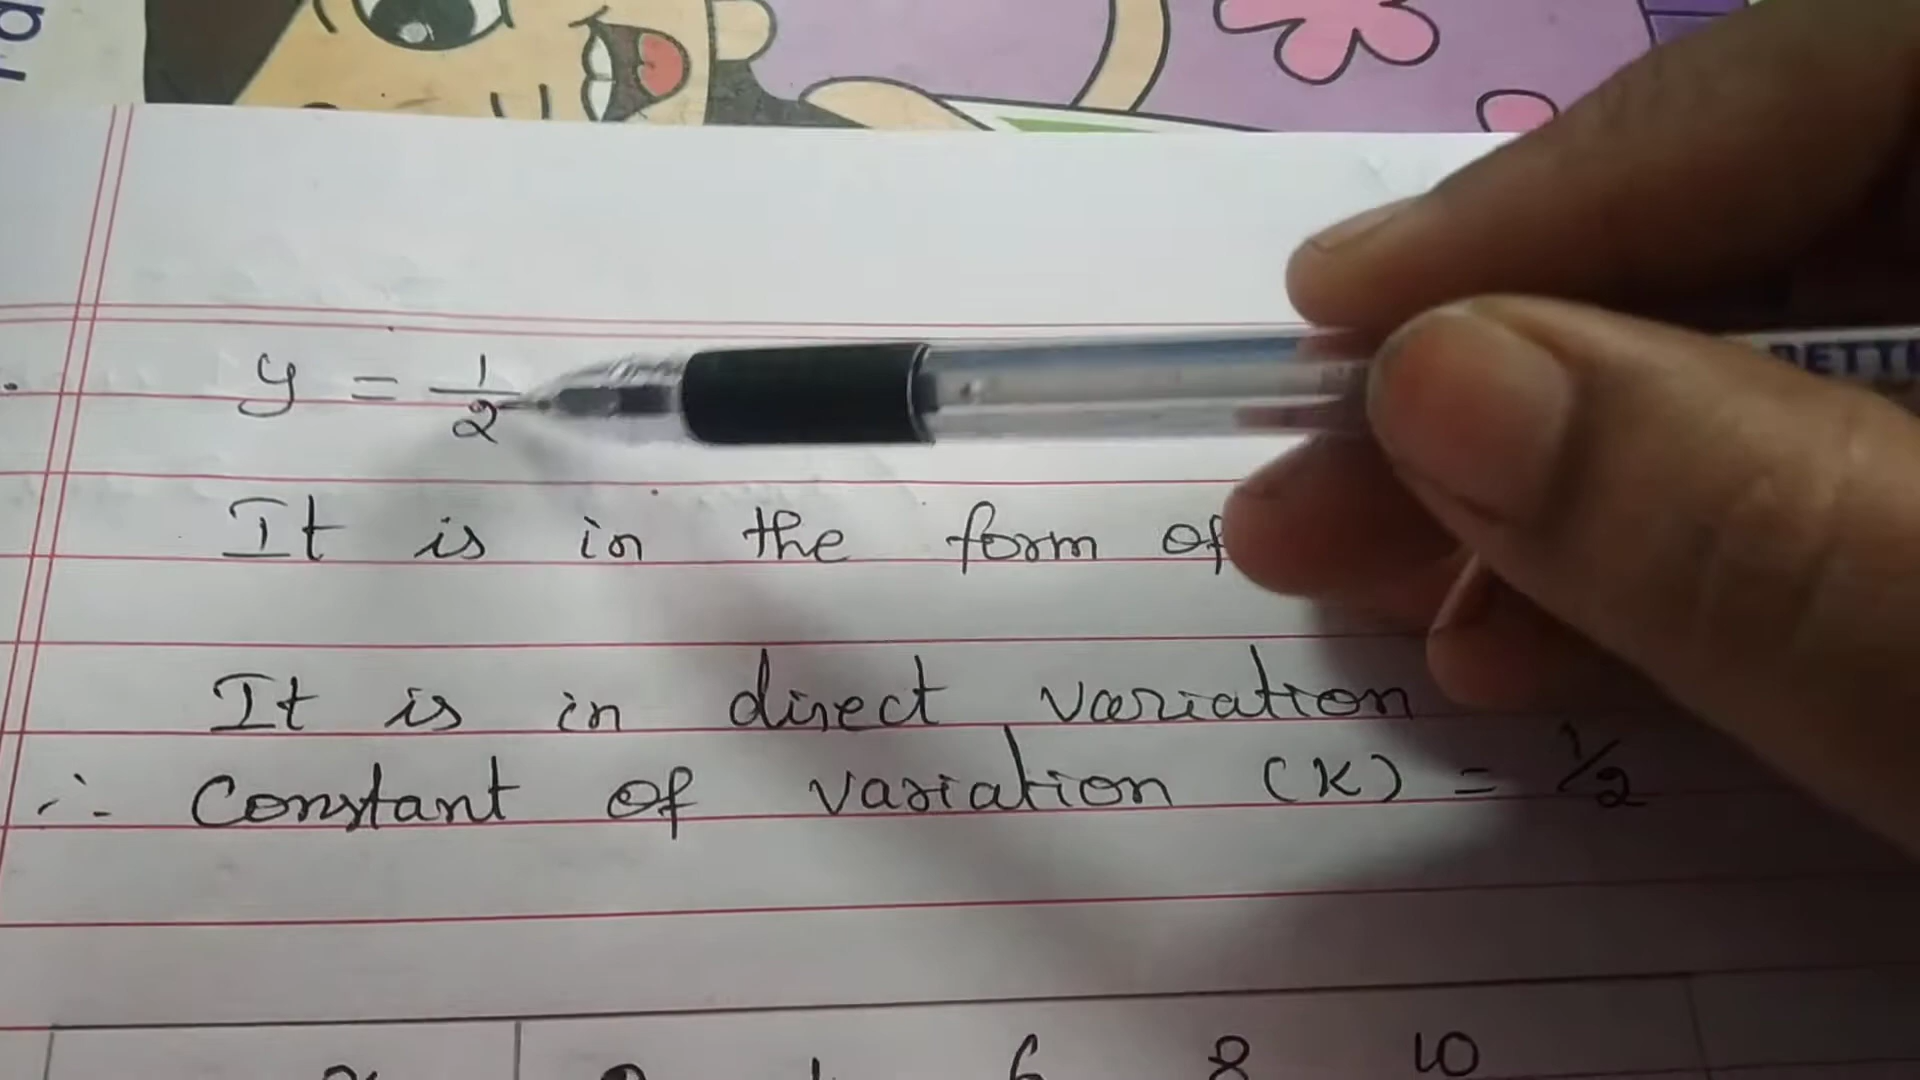 y = 1/2
It is in the form of
It is in direct variation
∴ Constant of variation (K) = 1/2
6 8 10